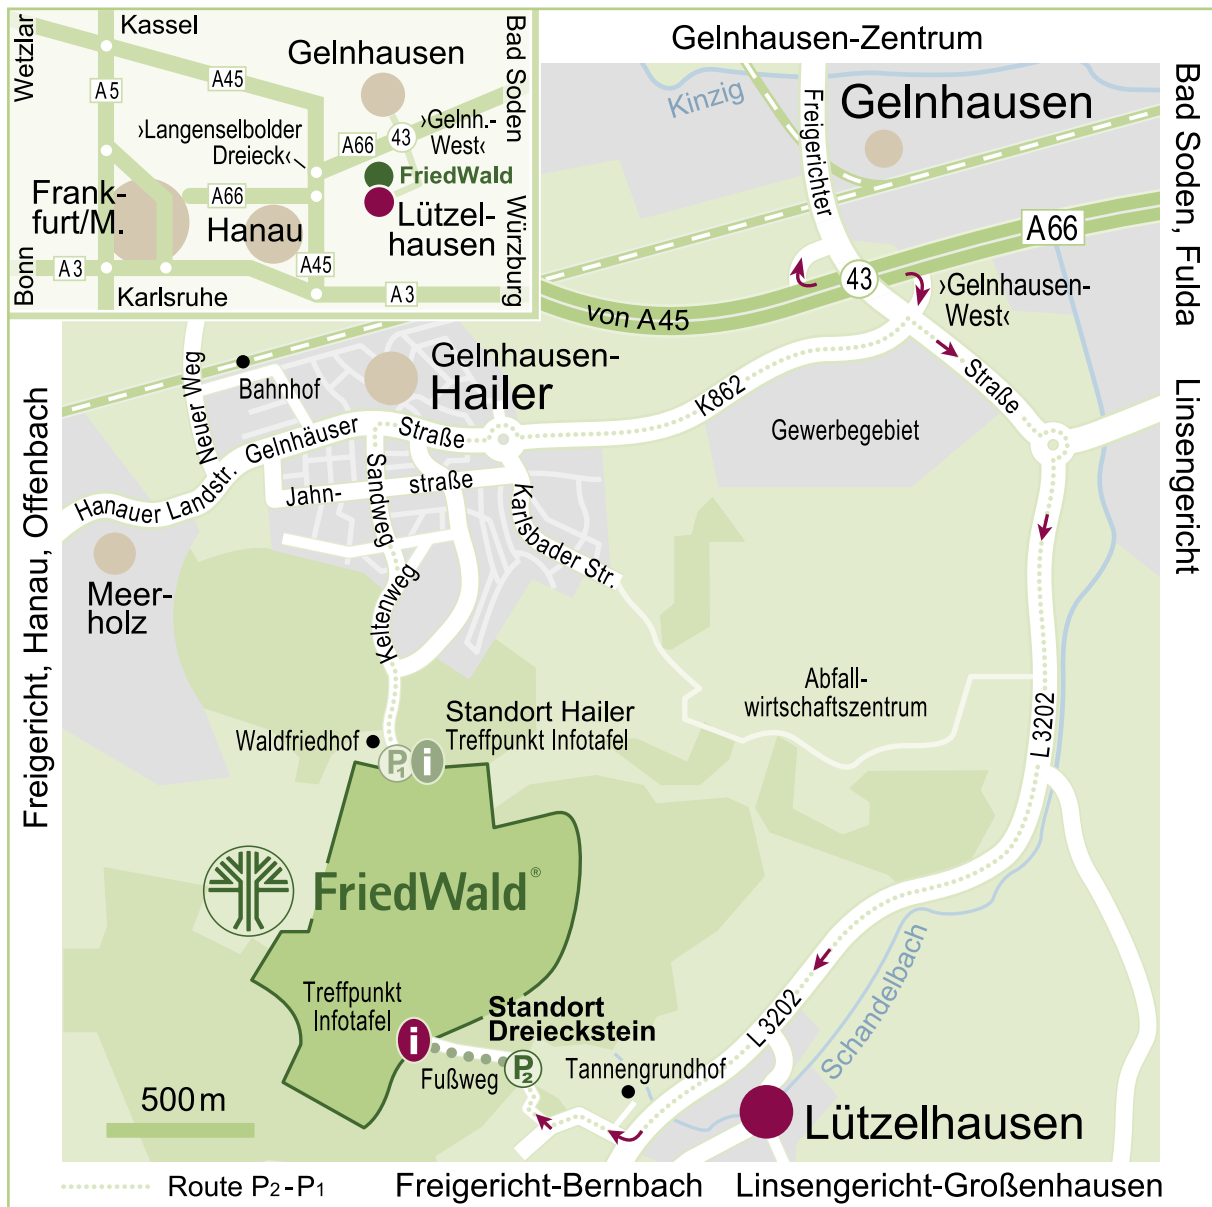 Wetzlar
Kassel
A5
A45
Gelnhausen
Bad Soden
›Langenselbolder
Dreieck‹
A66
43
›Gelnh.-
West‹
FriedWald
Frank-
furt/M.
A66
Hanau
Lützel-
hausen
Würzburg
Bonn
A3
A45
Karlsruhe
A3
Gelnhausen-Zentrum
Kinzig
Freigerichter
Gelnhausen
Bad Soden, Fulda
A66
43
›Gelnhausen-
West‹
von A45
Straße
Neuer Weg
Bahnhof
Gelnhausen-
Hailer
K862
Gewerbegebiet
Linsengericht
Gelnhäuser
Straße
Hanauer Landstr.
Jahn-
straße
Sandweg
Karlsbader Str.
Meer-
holz
Keltenweg
Freigericht, Hanau, Offenbach
Abfall-
wirtschaftszentrum
L 3202
Standort Hailer
Waldfriedhof
Treffpunkt Infotafel
P1
i
FriedWald®
Treffpunkt
Infotafel
i
Standort
Dreieckstein
Fußweg
P2
Tannengrundhof
L 3202
Schandelbach
500 m
Lützelhausen
Route P2-P1
Freigericht-Bernbach
Linsengericht-Großenhausen